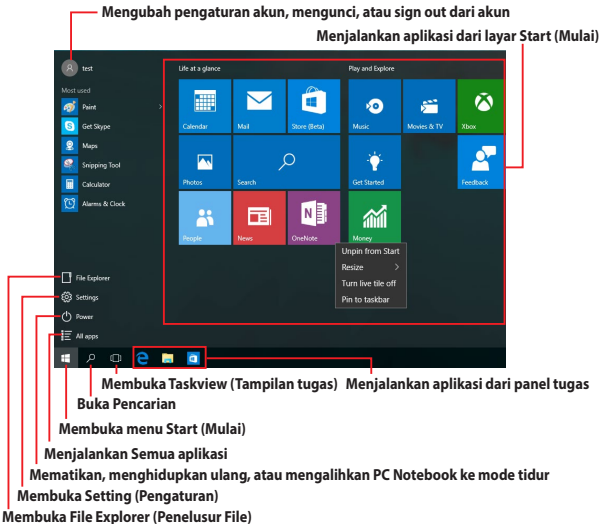 Mengubah pengaturan akun, mengunci, atau sign out dari akun
Menjalankan aplikasi dari layar Start (Mulai)
test
Most used
Paint
Get Skype
Maps
Snipping Tool
Calculator
Alarms & Clock
File Explorer
Settings
Power
All apps
Life at a glance
Play and Explore
Calendar
Mail
Store (Beta)
Music
Movies & TV
Xbox
Photos
Search
Get Started
Feedback
People
News
OneNote
Money
Unpin from Start
Resize
Turn live tile off
Pin to taskbar
Membuka Taskview (Tampilan tugas)
Menjalankan aplikasi dari panel tugas
Buka Pencarian
Membuka menu Start (Mulai)
Menjalankan Semua aplikasi
Mematikan, menghidupkan ulang, atau mengalihkan PC Notebook ke mode tidur
Membuka Setting (Pengaturan)
Membuka File Explorer (Penelusur File)